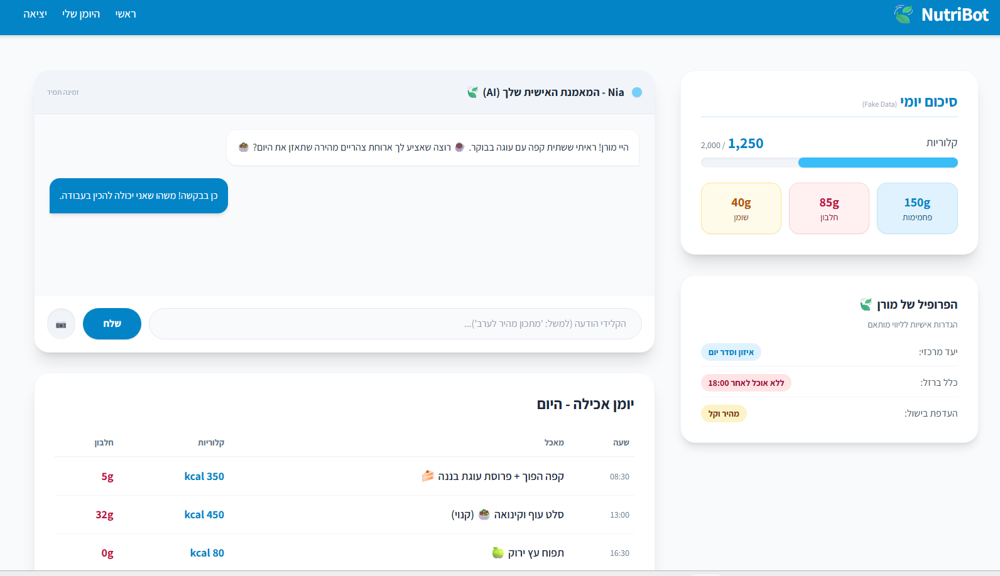 NutriBot
ראשי היומן שלי יציאה
סיכום יומי (Fake Data)
קלוריות 1,250 / 2,000
150g 85g 40g
פחמימות חלבון שומן
הפרופיל של מורן
הגדרות אישיות לליווי מותאם
יעד מרכזי: איזון וסדר יום
כלל ברזל: ללא אוכל לאחר 18:00
העדפת בישול: מהיר וקל
Nia - המאמנת האישית שלך (AI) זמינה תמיד
היי מורן! ראיתי ששתית קפה עם עוגה בבוקר. רוצה שאציע לך ארוחת צהריים מהירה שתאזן את היום?
כן בבקשה! משהו שאני יכולה להכין בעבודה.
הקלידי הודעה (למשל: 'מתכון מהיר לערב')... שלח
יומן אכילה - היום
שעה מאכל קלוריות חלבון
08:30 קפה הפוך + פרוסת עוגת בננה 350 kcal 5g
13:00 סלט עוף וקינואה (קנוי) 450 kcal 32g
16:30 תפוח עץ ירוק 80 kcal 0g